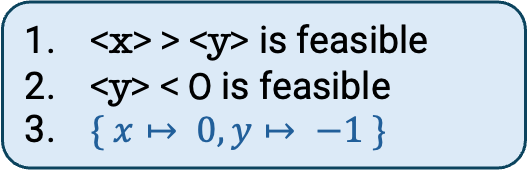 1. <x> > <y> is feasible
2. <y> < 0 is feasible
3. { x ↦ 0, y ↦ −1 }